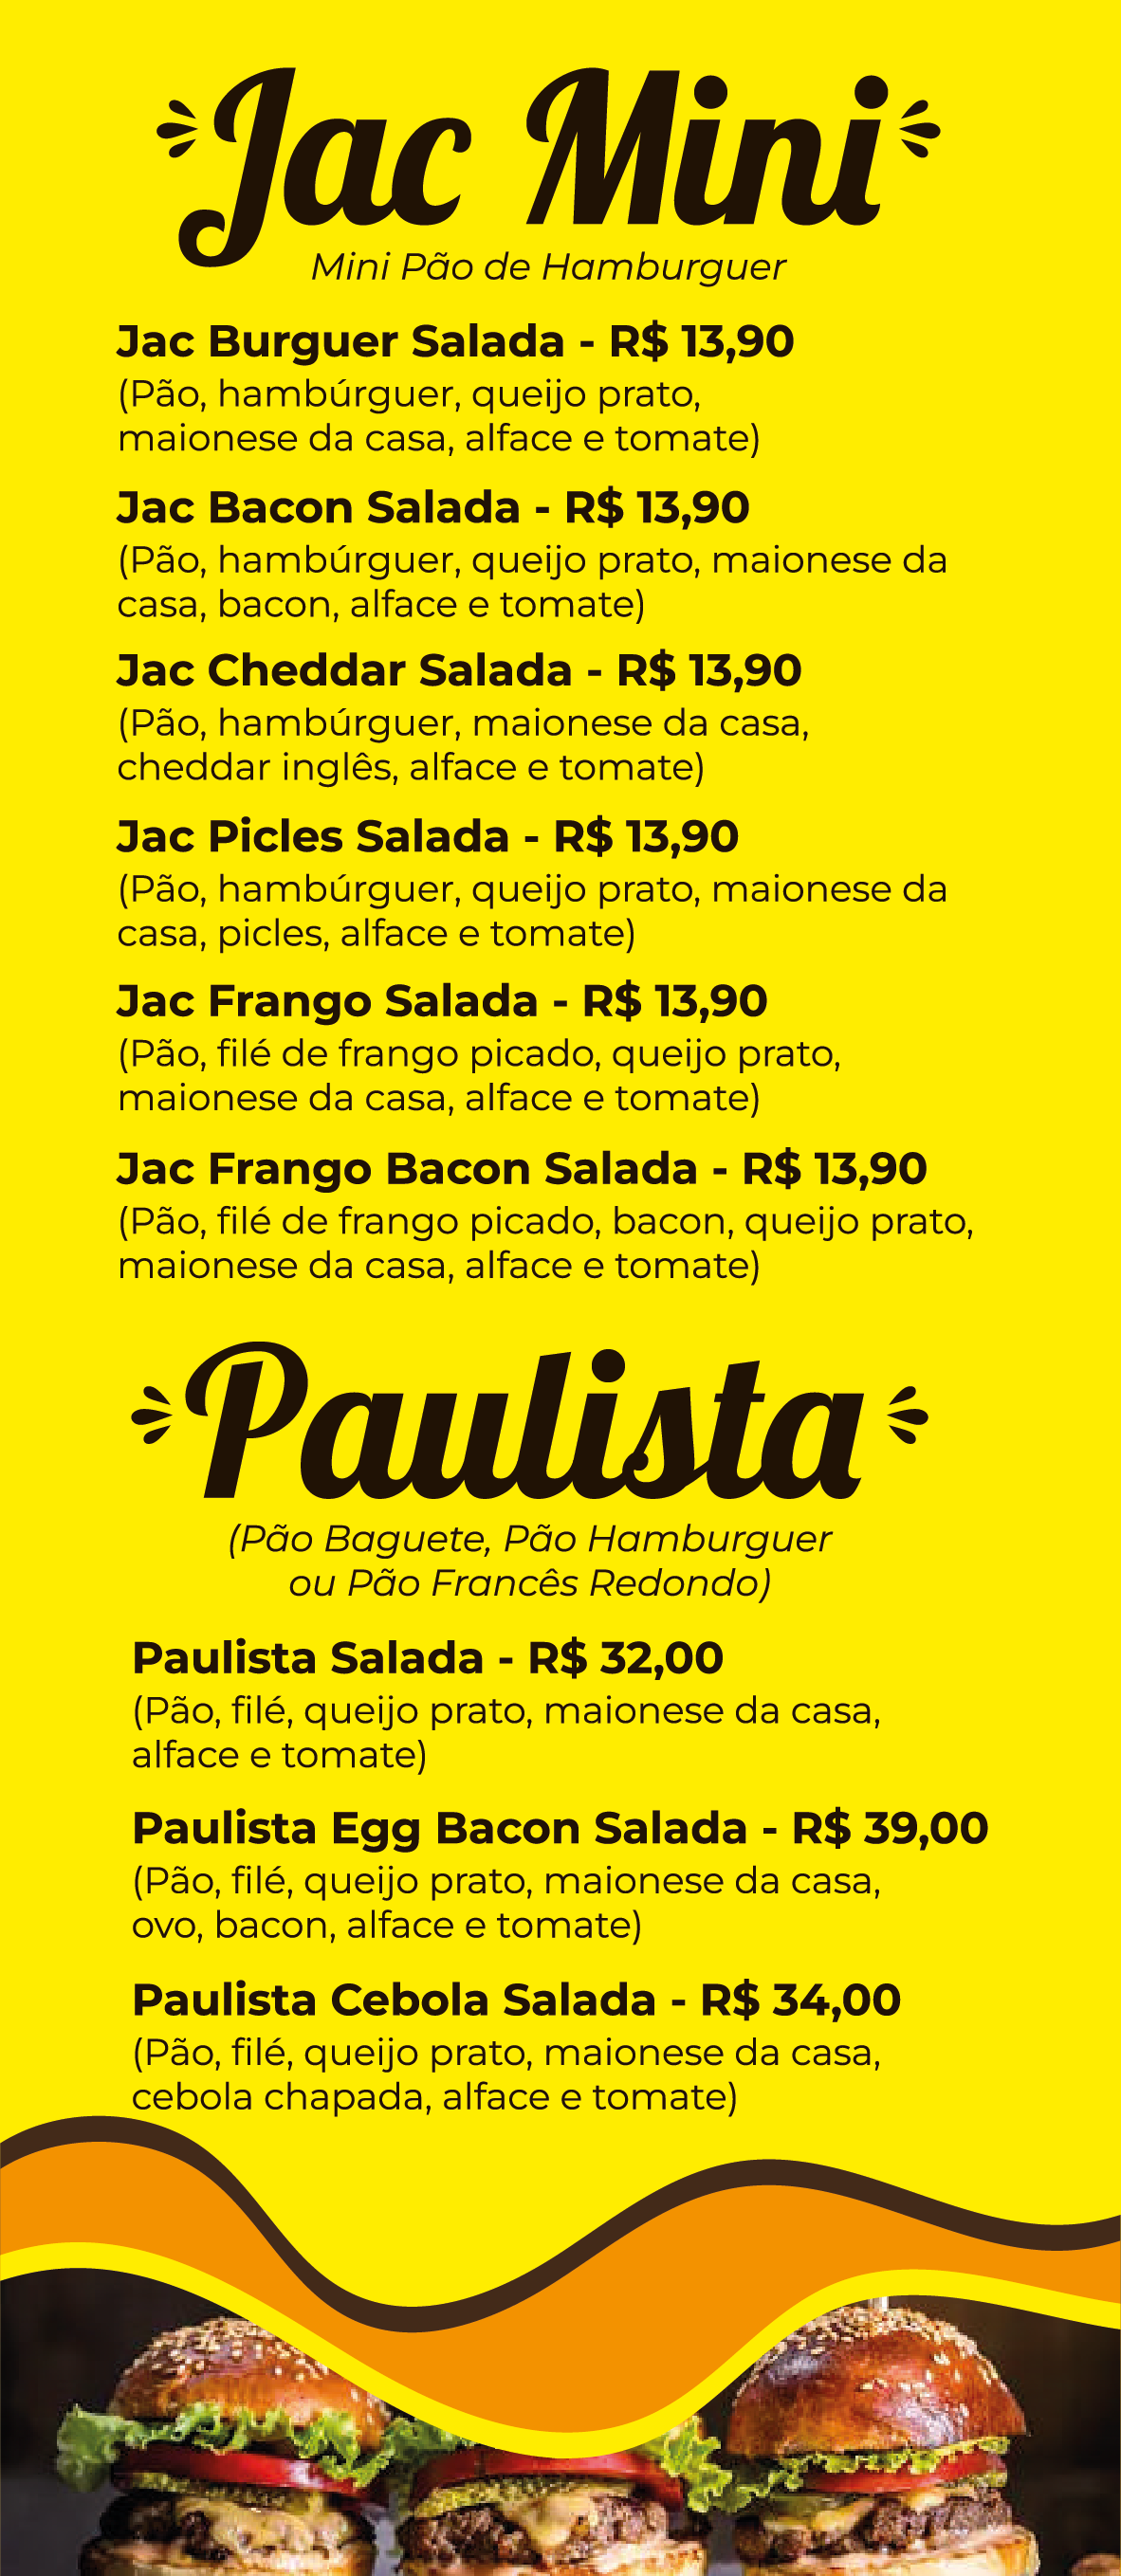 Jac Mini
Mini Pão de Hamburguer
Jac Burguer Salada - R$ 13,90
(Pão, hambúrguer, queijo prato,
maionese da casa, alface e tomate)
Jac Bacon Salada - R$ 13,90
(Pão, hambúrguer, queijo prato, maionese da
casa, bacon, alface e tomate)
Jac Cheddar Salada - R$ 13,90
(Pão, hambúrguer, maionese da casa,
cheddar inglês, alface e tomate)
Jac Picles Salada - R$ 13,90
(Pão, hambúrguer, queijo prato, maionese da
casa, picles, alface e tomate)
Jac Frango Salada - R$ 13,90
(Pão, filé de frango picado, queijo prato,
maionese da casa, alface e tomate)
Jac Frango Bacon Salada - R$ 13,90
(Pão, filé de frango picado, bacon, queijo prato,
maionese da casa, alface e tomate)
Paulista
(Pão Baguete, Pão Hamburguer
ou Pão Francês Redondo)
Paulista Salada - R$ 32,00
(Pão, filé, queijo prato, maionese da casa,
alface e tomate)
Paulista Egg Bacon Salada - R$ 39,00
(Pão, filé, queijo prato, maionese da casa,
ovo, bacon, alface e tomate)
Paulista Cebola Salada - R$ 34,00
(Pão, filé, queijo prato, maionese da casa,
cebola chapada, alface e tomate)